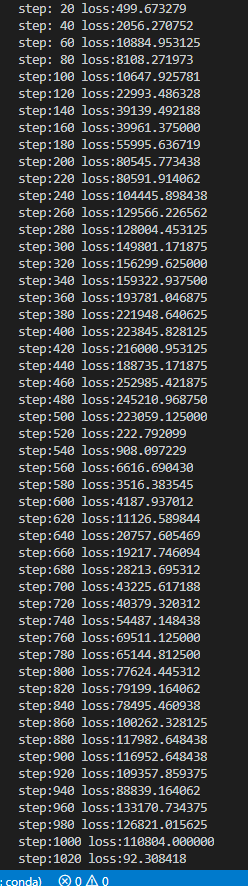 step: 20 loss:499.673279
step: 40 loss:2056.270752
step: 60 loss:10884.953125
step: 80 loss:8108.271973
step:100 loss:10647.925781
step:120 loss:22993.486328
step:140 loss:39139.492188
step:160 loss:39961.375000
step:180 loss:55995.636719
step:200 loss:80545.773438
step:220 loss:80591.914062
step:240 loss:104445.898438
step:260 loss:129566.226562
step:280 loss:128004.453125
step:300 loss:149801.171875
step:320 loss:156299.625000
step:340 loss:159322.937500
step:360 loss:193781.046875
step:380 loss:221948.640625
step:400 loss:223845.828125
step:420 loss:216000.953125
step:440 loss:188735.171875
step:460 loss:252985.421875
step:480 loss:245210.968750
step:500 loss:223059.125000
step:520 loss:222.792099
step:540 loss:908.097229
step:560 loss:6616.690430
step:580 loss:3516.383545
step:600 loss:4187.937012
step:620 loss:11126.589844
step:640 loss:20757.605469
step:660 loss:19217.746094
step:680 loss:28213.695312
step:700 loss:43225.617188
step:720 loss:40379.320312
step:740 loss:54487.148438
step:760 loss:69511.125000
step:780 loss:65144.812500
step:800 loss:77624.445312
step:820 loss:79199.164062
step:840 loss:78495.460938
step:860 loss:100262.328125
step:880 loss:117982.648438
step:900 loss:116952.648438
step:920 loss:109357.859375
step:940 loss:88839.164062
step:960 loss:133170.734375
step:980 loss:126821.015625
step:1000 loss:110804.000000
step:1020 loss:92.308418
: conda) 0 0